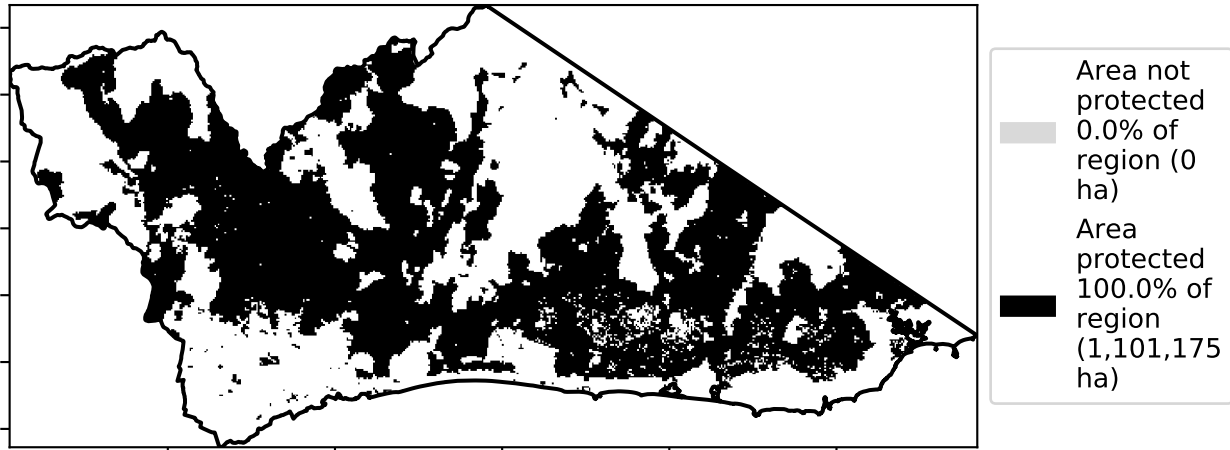 Area not
protected
0.0% of
region (0
ha)
Area
protected
100.0% of
region
(1,101,175
ha)